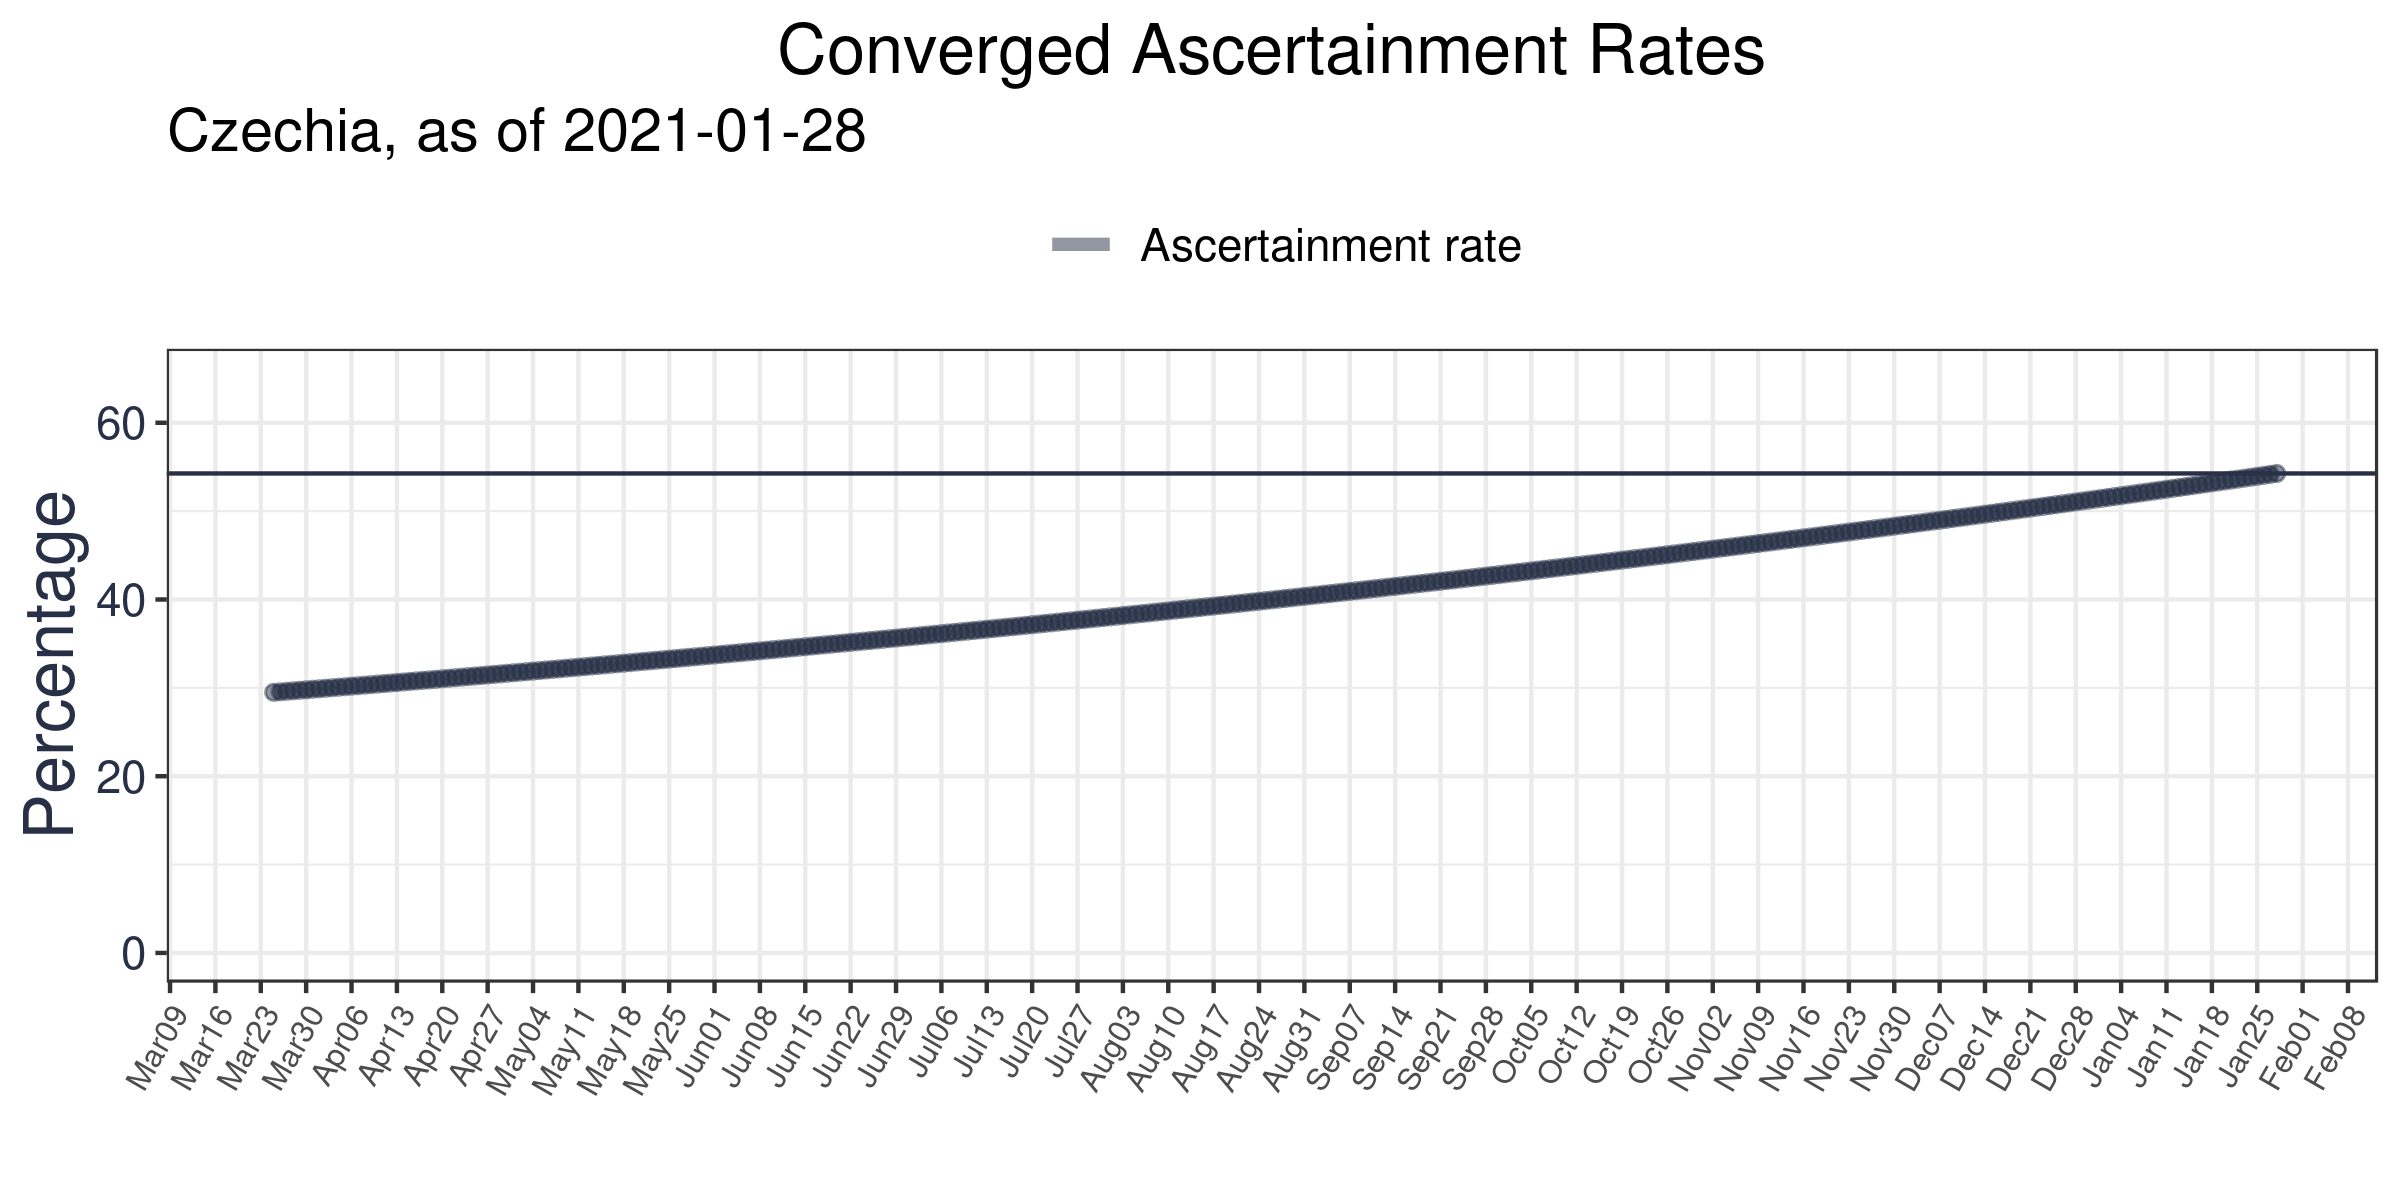 Converged Ascertainment Rates
Czechia, as of 2021-01-28
Ascertainment rate
Percentage
60
40
20
0
Mar09 Mar16 Mar23 Mar30 Apr06 Apr13 Apr20 Apr27 May04 May11 May18 May25 Jun01 Jun08 Jun15 Jun22 Jun29 Jul06 Jul13 Jul20 Jul27 Aug03 Aug10 Aug17 Aug24 Aug31 Sep07 Sep14 Sep21 Sep28 Oct05 Oct12 Oct19 Oct26 Nov02 Nov09 Nov16 Nov23 Nov30 Dec07 Dec14 Dec21 Dec28 Jan04 Jan11 Jan18 Jan25 Feb01 Feb08